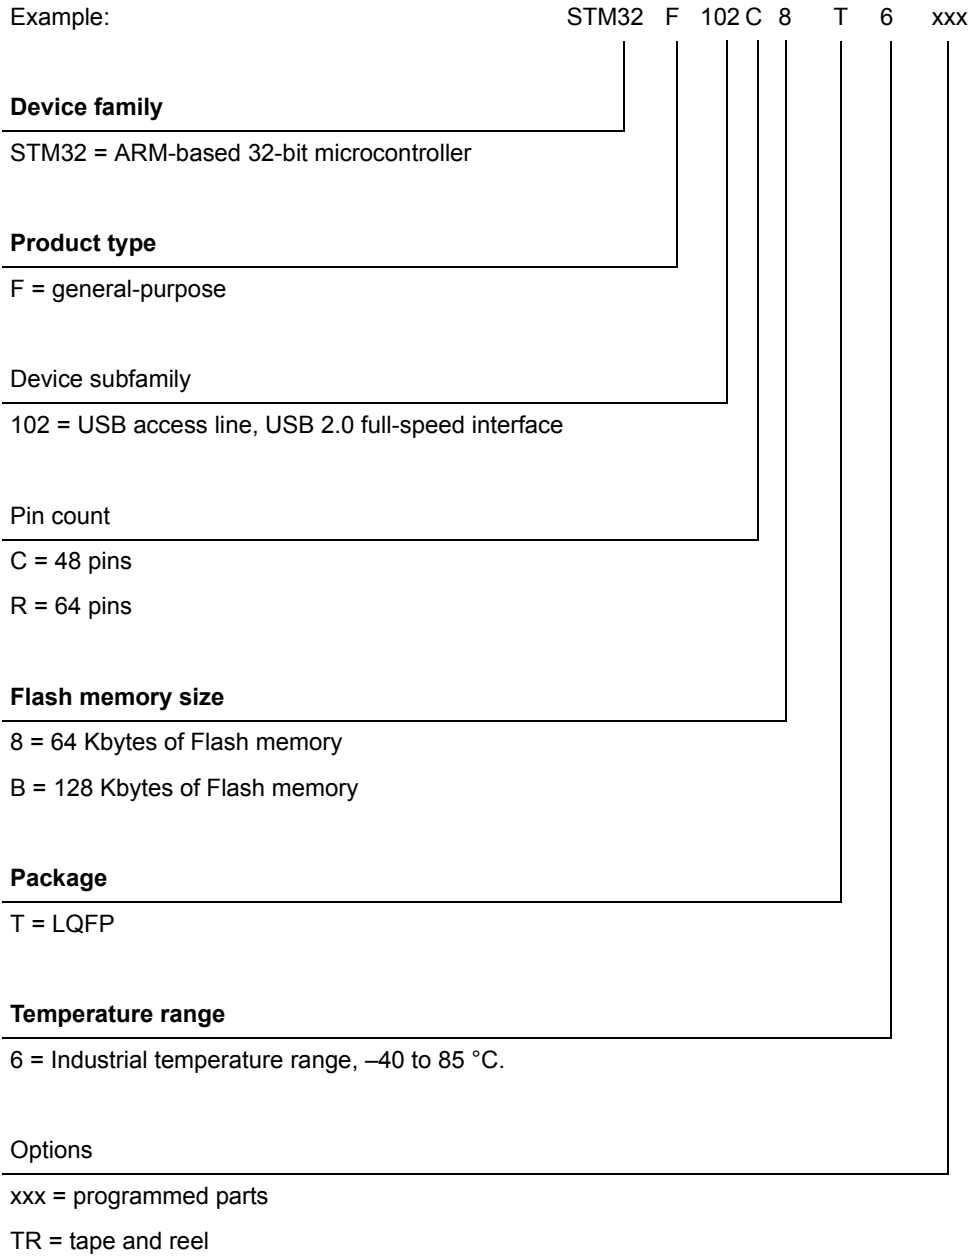 Example: STM32 F 102 C 8 T 6 xxx
Device family
STM32 = ARM-based 32-bit microcontroller
Product type
F = general-purpose
Device subfamily
102 = USB access line, USB 2.0 full-speed interface
Pin count
C = 48 pins
R = 64 pins
Flash memory size
8 = 64 Kbytes of Flash memory
B = 128 Kbytes of Flash memory
Package
T = LQFP
Temperature range
6 = Industrial temperature range, –40 to 85 °C.
Options
xxx = programmed parts
TR = tape and reel